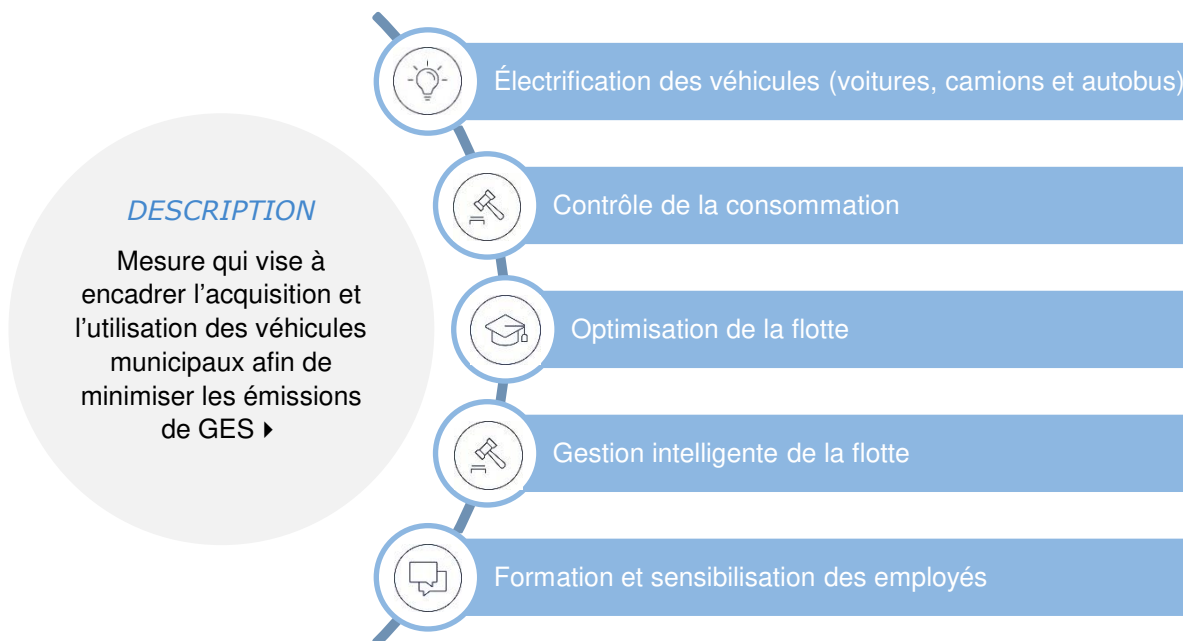 DESCRIPTION
Mesure qui vise à
encadrer l’acquisition et
l’utilisation des véhicules
municipaux afin de
minimiser les émissions
de GES ▸
Électrification des véhicules (voitures, camions et autobus)
Contrôle de la consommation
Optimisation de la flotte
Gestion intelligente de la flotte
Formation et sensibilisation des employés